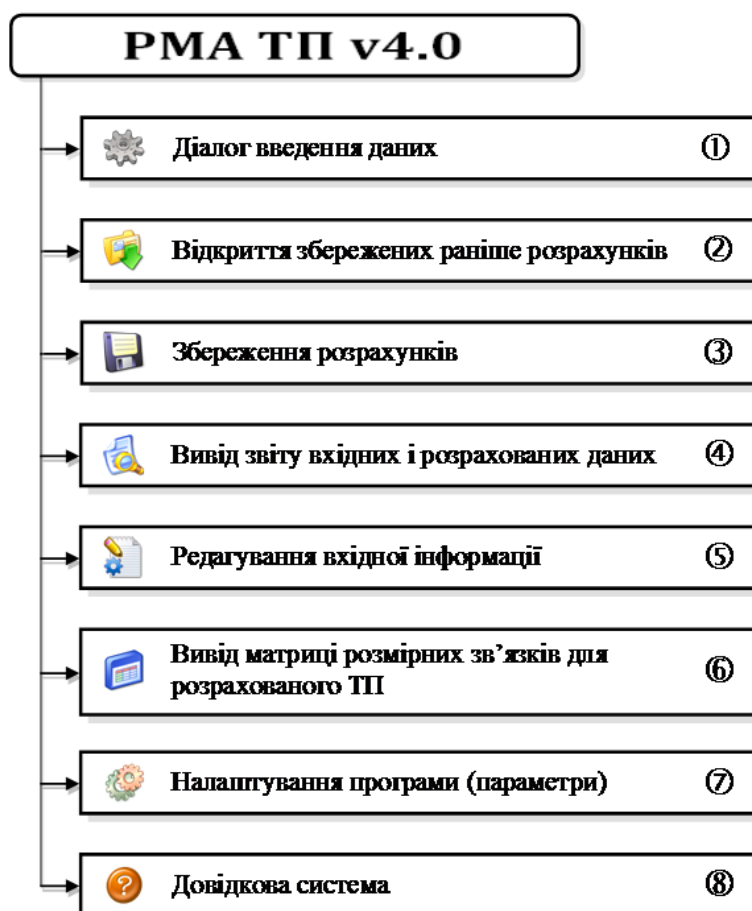 РМА ТП v4.0
Діалог введення даних ①
Відкриття збережених раніше розрахунків ②
Збереження розрахунків ③
Вивід звіту вхідних і розрахованих даних ④
Редагування вхідної інформації ⑤
Вивід матриці розмірних зв’язків для
розрахованого ТП ⑥
Налаштування програми (параметри) ⑦
Довідкова система ⑧